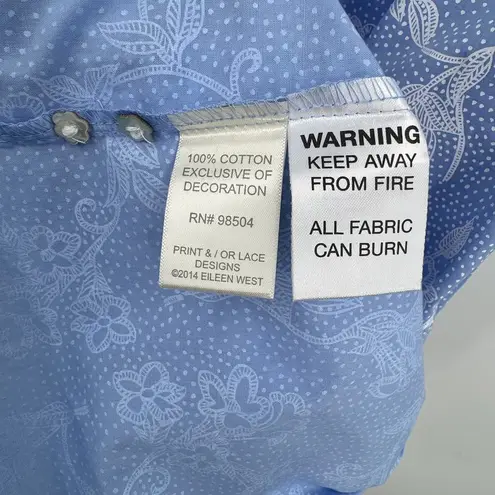 100% COTTON
EXCLUSIVE OF
DECORATION
RN# 98504
PRINT & / OR LACE
DESIGNS
©2014 EILEEN WEST
WARNING
KEEP AWAY
FROM FIRE
ALL FABRIC
CAN BURN